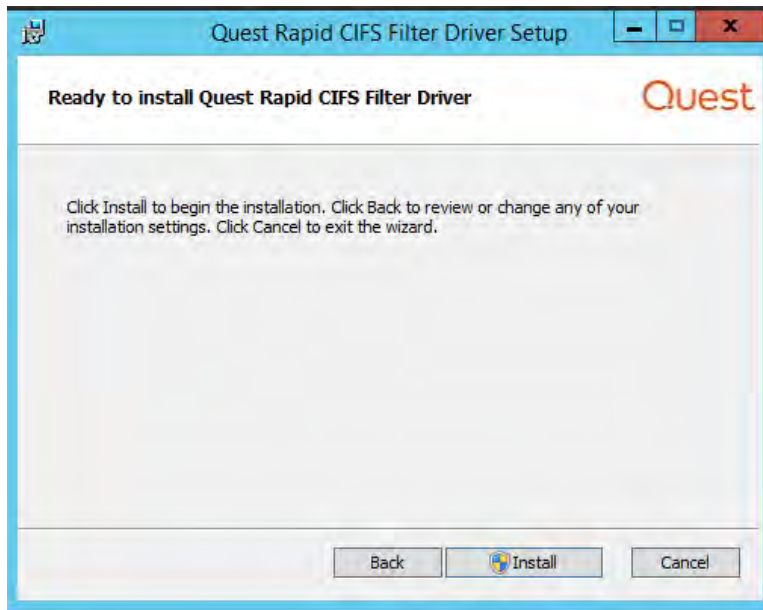 Quest Rapid CIFS Filter Driver Setup
Ready to install Quest Rapid CIFS Filter Driver
Quest
Click Install to begin the installation. Click Back to review or change any of your
installation settings. Click Cancel to exit the wizard.
Back
Install
Cancel